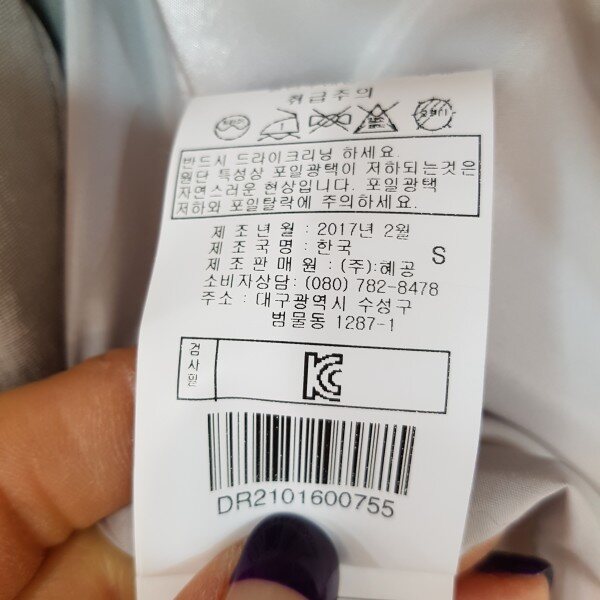 취급주의
반드시 드라이크리닝 하세요.
원단 특성상 포일광택이 저하되는것은
자연스러운 현상입니다. 포일광택
저하와 포일탈락에 주의하세요.
제 조 년 월 : 2017년 2월
제 조 국 명 : 한국
S
제 조 판 매 원 : (주):혜공
소비자상담: (080) 782-8478
주소 : 대구광역시 수성구
범물동 1287-1
검사필
KC
DR2101600755